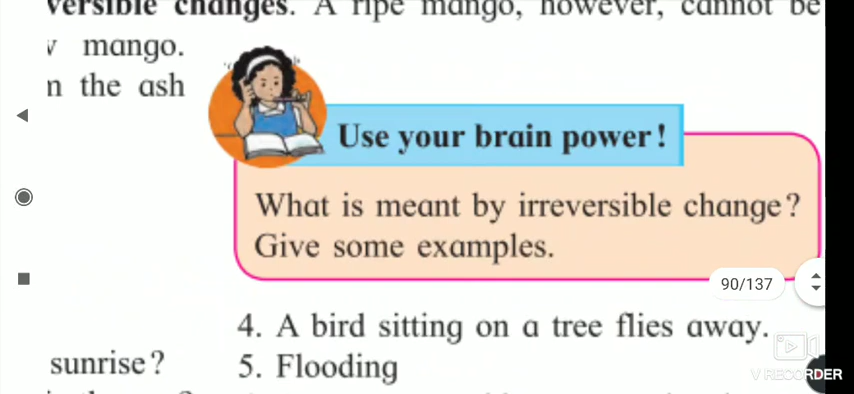 versible changes. A ripe mango, however, cannot be
mango.
the ash
Use your brain power!
What is meant by irreversible change?
Give some examples.
90/137
4. A bird sitting on a tree flies away.
sunrise?
5. Flooding
V RECORDER